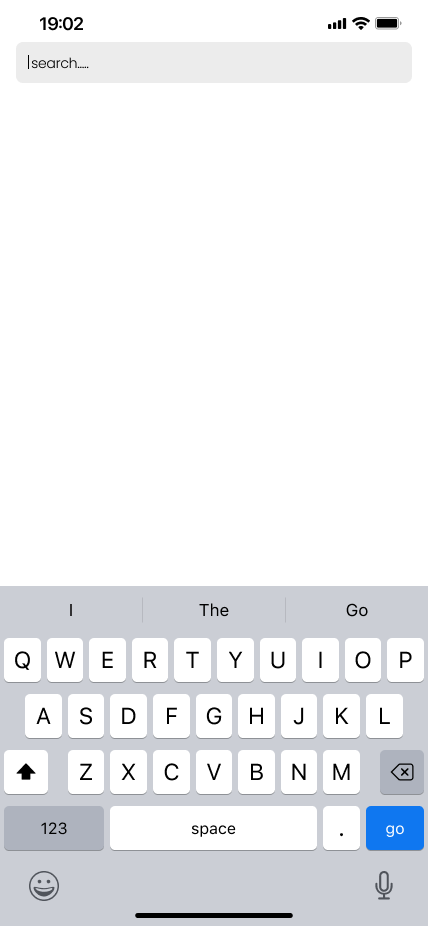 19:02
search.....
I The Go
Q W E R T Y U I O P
A S D F G H J K L
Z X C V B N M
123 space . go